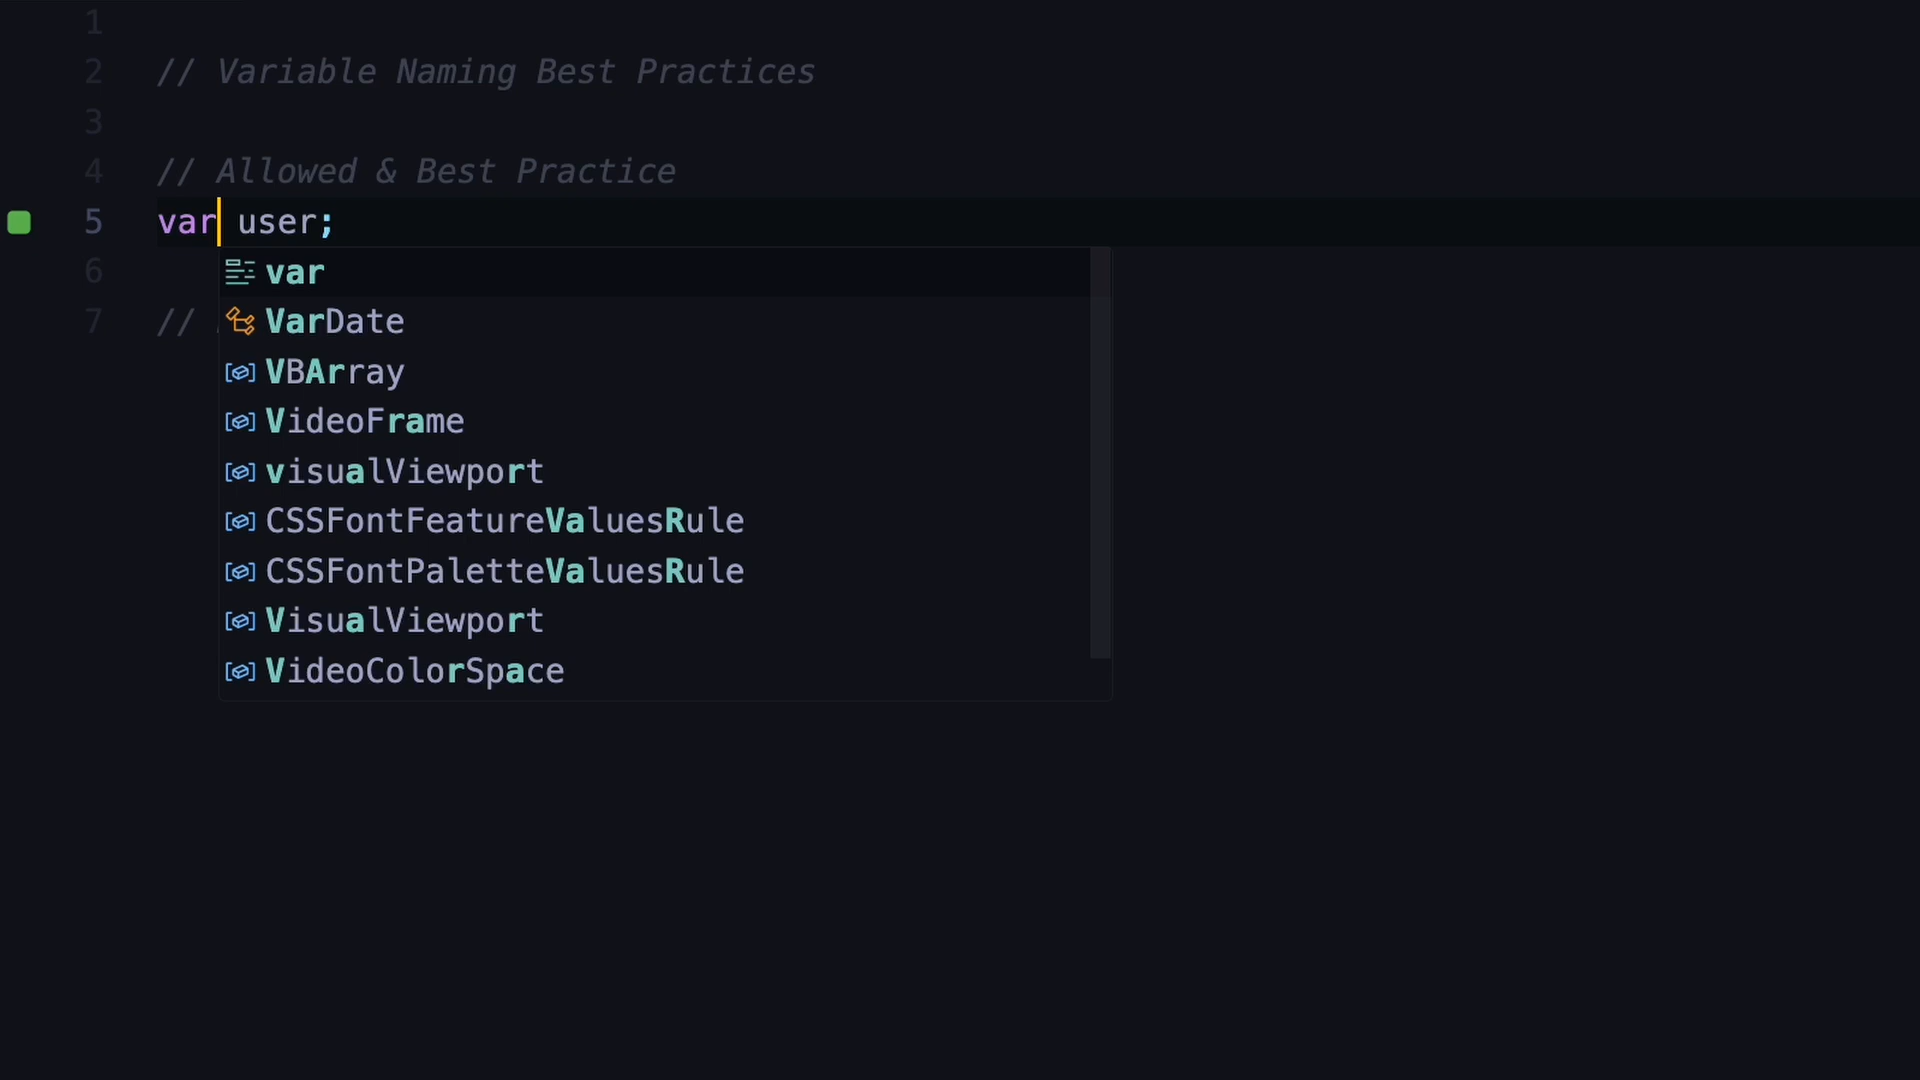 1
2 // Variable Naming Best Practices
3
4 // Allowed & Best Practice
5 var user;
6
7 //
var
VarDate
VBArray
VideoFrame
visualViewport
CSSFontFeatureValuesRule
CSSFontPaletteValuesRule
VisualViewport
VideoColorSpace